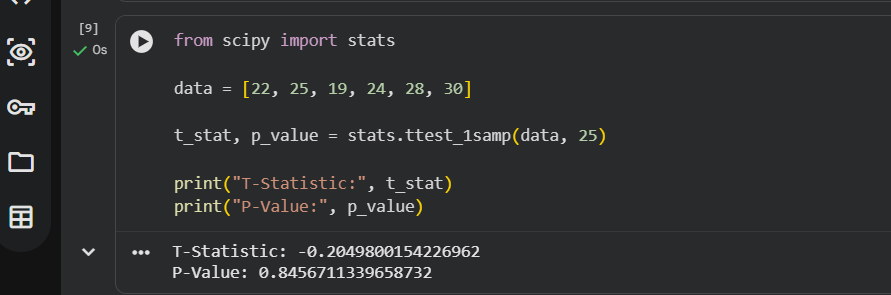 [9]
0s
from scipy import stats
data = [22, 25, 19, 24, 28, 30]
t_stat, p_value = stats.ttest_1samp(data, 25)
print("T-Statistic:", t_stat)
print("P-Value:", p_value)
T-Statistic: -0.2049800154226962
P-Value: 0.8456711339658732